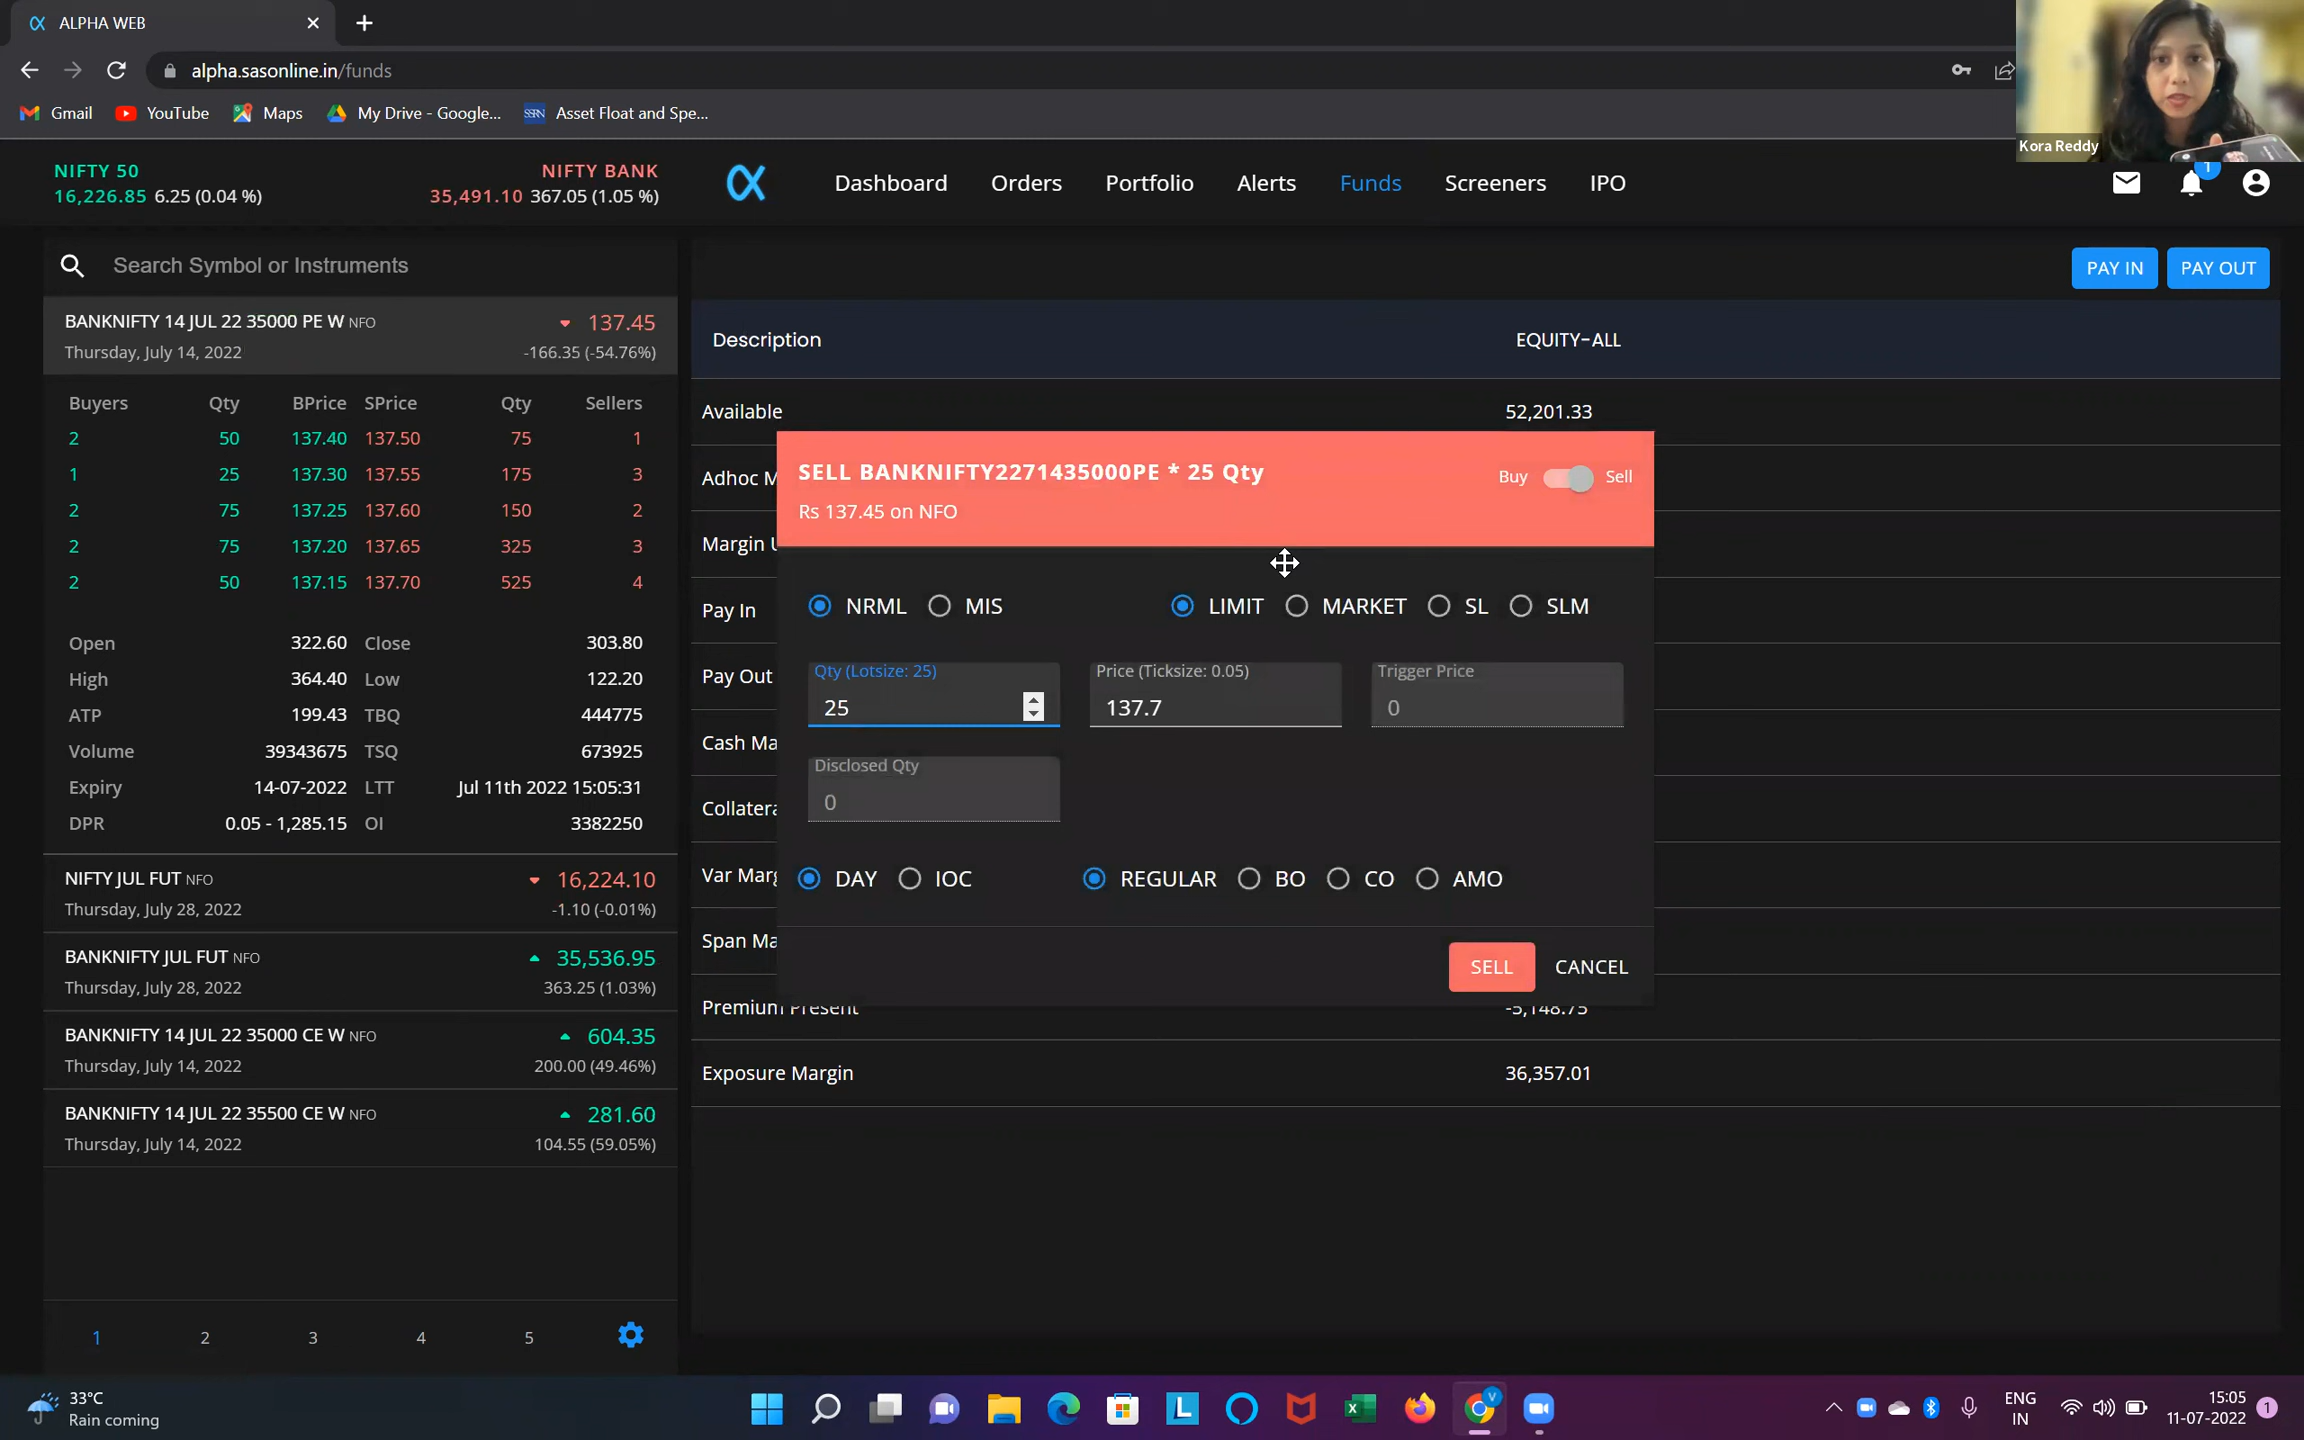 ALPHA WEB
alpha.sasonline.in/funds
Gmail YouTube Maps My Drive - Google... SSRN Asset Float and Spe...
Kora Reddy
NIFTY 50
16,226.85 6.25 (0.04 %)
NIFTY BANK
35,491.10 367.05 (1.05 %)
Dashboard Orders Portfolio Alerts Funds Screeners IPO
1
Search Symbol or Instruments
PAY IN PAY OUT
BANKNIFTY 14 JUL 22 35000 PE W NFO 137.45
Thursday, July 14, 2022 -166.35 (-54.76%)
Buyers Qty BPrice SPrice Qty Sellers
2 50 137.40 137.50 75 1
1 25 137.30 137.55 175 3
2 75 137.25 137.60 150 2
2 75 137.20 137.65 325 3
2 50 137.15 137.70 525 4
Open 322.60 Close 303.80
High 364.40 Low 122.20
ATP 199.43 TBQ 444775
Volume 39343675 TSQ 673925
Expiry 14-07-2022 LTT Jul 11th 2022 15:05:31
DPR 0.05 - 1,285.15 OI 3382250
NIFTY JUL FUT NFO 16,224.10
Thursday, July 28, 2022 -1.10 (-0.01%)
BANKNIFTY JUL FUT NFO 35,536.95
Thursday, July 28, 2022 363.25 (1.03%)
BANKNIFTY 14 JUL 22 35000 CE W NFO 604.35
Thursday, July 14, 2022 200.00 (49.46%)
BANKNIFTY 14 JUL 22 35500 CE W NFO 281.60
Thursday, July 14, 2022 104.55 (59.05%)
1 2 3 4 5
Description EQUITY-ALL
Available 52,201.33
Adhoc M
Margin U
Pay In
Pay Out
Cash Ma
Collatera
Var Marg
Span Ma
Premium Present -5,148.75
Exposure Margin 36,357.01
SELL BANKNIFTY2271435000PE * 25 Qty
Rs 137.45 on NFO
Buy Sell
NRML MIS LIMIT MARKET SL SLM
Qty (Lotsize: 25) Price (Ticksize: 0.05) Trigger Price
25 137.7 0
Disclosed Qty
0
DAY IOC REGULAR BO CO AMO
SELL CANCEL
33°C
Rain coming
ENG
IN
15:05
11-07-2022
1